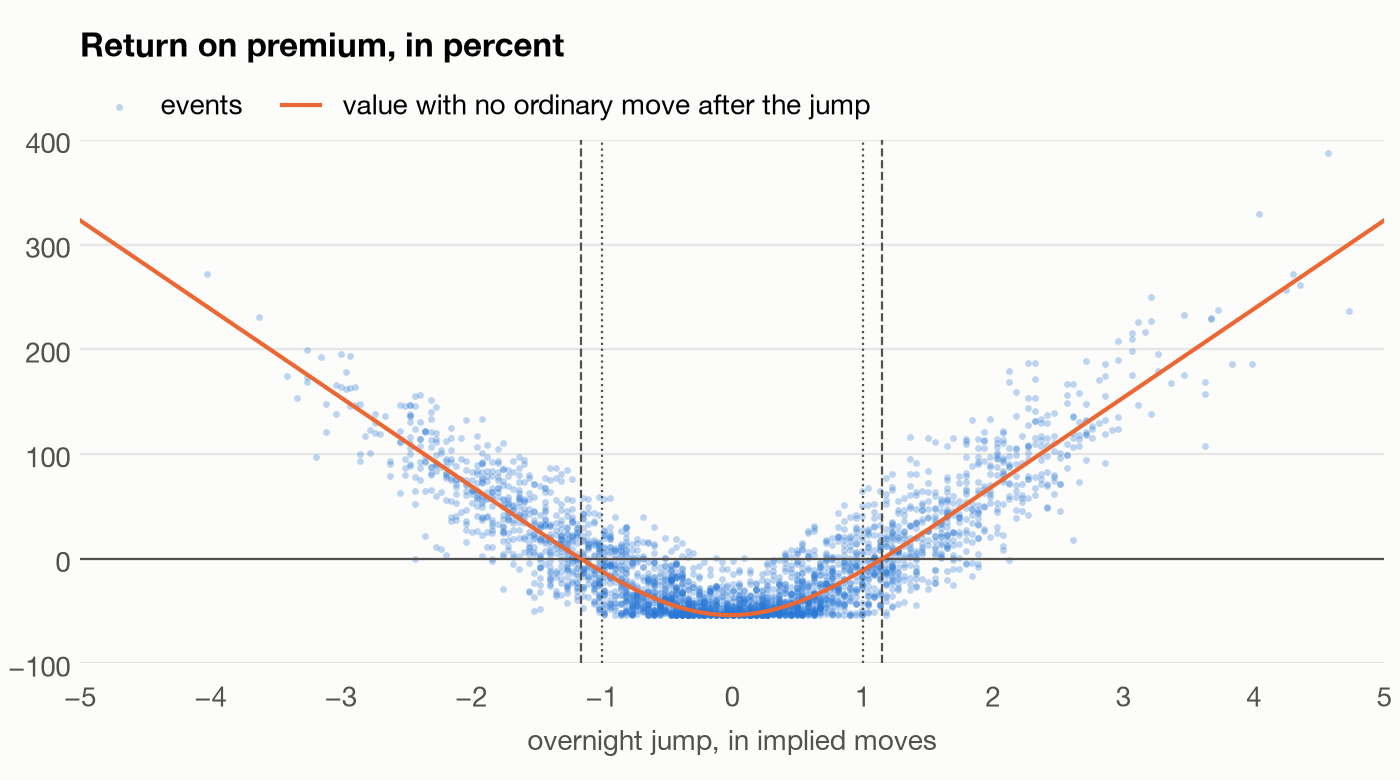 Return on premium, in percent
events value with no ordinary move after the jump
400
300
200
100
0
−100
−5 −4 −3 −2 −1 0 1 2 3 4 5
overnight jump, in implied moves